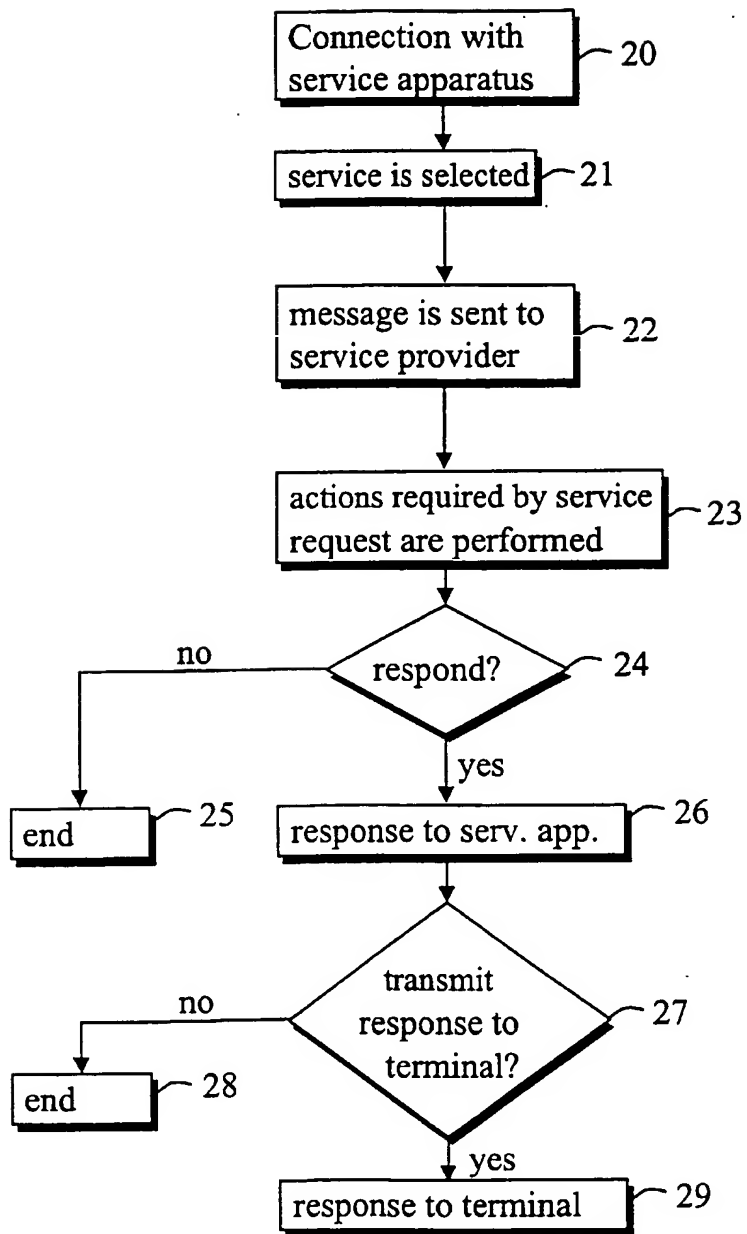 Connection with
service apparatus
20
service is selected
21
message is sent to
service provider
22
actions required by service
request are performed
23
respond?
24
no
yes
end
25
response to serv. app.
26
transmit
response to
terminal?
27
no
end
28
yes
response to terminal
29